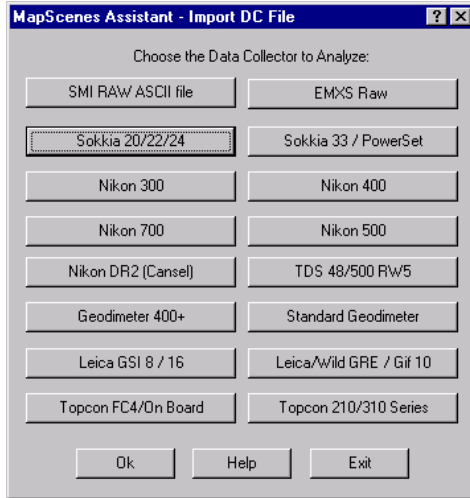 MapScenes Assistant - Import DC File
Choose the Data Collector to Analyze:
SMI RAW ASCII file EMXS Raw
Sokkia 20/22/24 Sokkia 33 / PowerSet
Nikon 300 Nikon 400
Nikon 700 Nikon 500
Nikon DR2 (Cansel) TDS 48/500 RW5
Geodimeter 400+ Standard Geodimeter
Leica GSI 8 / 16 Leica/Wild GRE / Gif 10
Topcon FC4/On Board Topcon 210/310 Series
Ok Help Exit